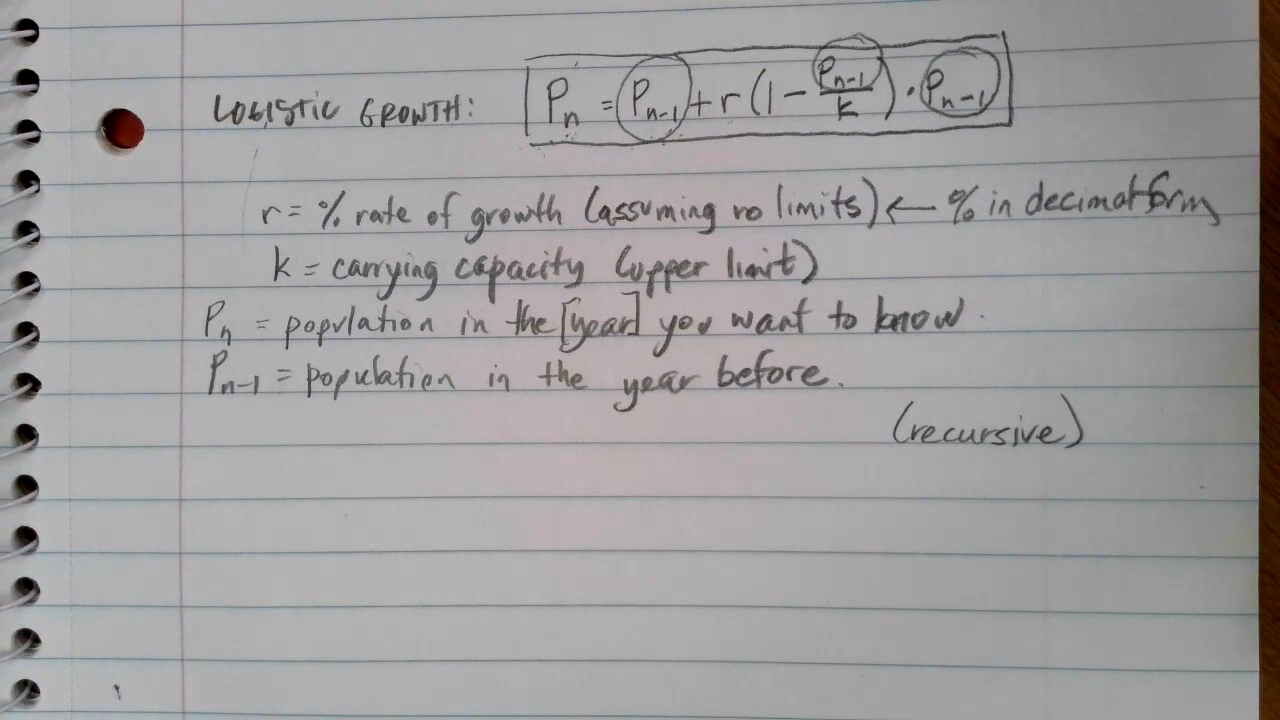 LOGISTIC GROWTH: Pₙ = Pₙ₋₁ + r (1 - Pₙ₋₁/k) · Pₙ₋₁
r = % rate of growth (assuming no limits) ← % in decimal form
k = carrying capacity (upper limit)
Pₙ = population in the [year] you want to know.
Pₙ₋₁ = population in the year before.
(recursive)